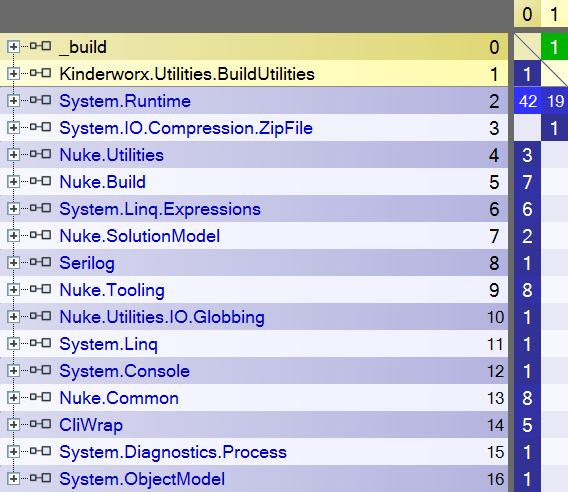 0 1
_build 0 1
Kinderworx.Utilities.BuildUtilities 1 1
System.Runtime 2 42 19
System.IO.Compression.ZipFile 3 1
Nuke.Utilities 4 3
Nuke.Build 5 7
System.Linq.Expressions 6 6
Nuke.SolutionModel 7 2
Serilog 8 1
Nuke.Tooling 9 8
Nuke.Utilities.IO.Globbing 10 1
System.Linq 11 1
System.Console 12 1
Nuke.Common 13 8
CliWrap 14 5
System.Diagnostics.Process 15 1
System.ObjectModel 16 1